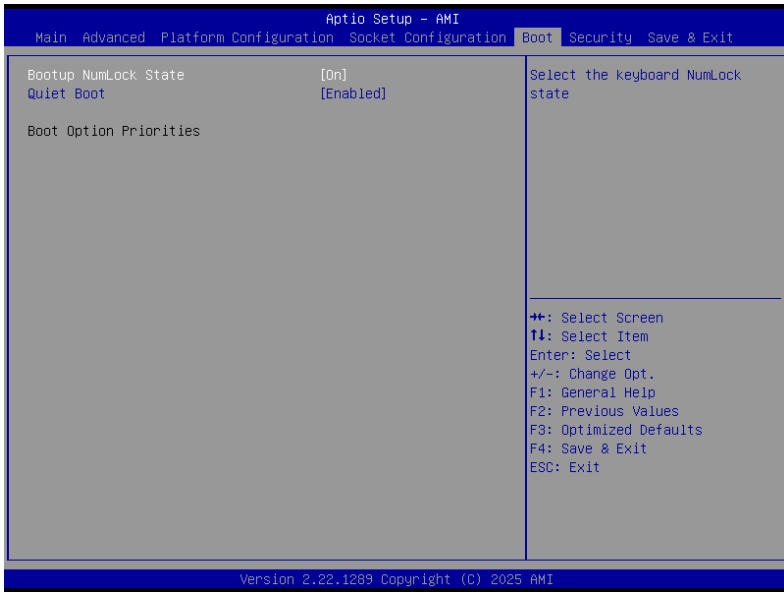 Aptio Setup - AMI
Main Advanced Platform Configuration Socket Configuration Boot Security Save & Exit
Bootup NumLock State [On]
Quiet Boot [Enabled]
Boot Option Priorities
Select the keyboard NumLock
state
→←: Select Screen
↑↓: Select Item
Enter: Select
+/-: Change Opt.
F1: General Help
F2: Previous Values
F3: Optimized Defaults
F4: Save & Exit
ESC: Exit
Version 2.22.1289 Copyright (C) 2025 AMI